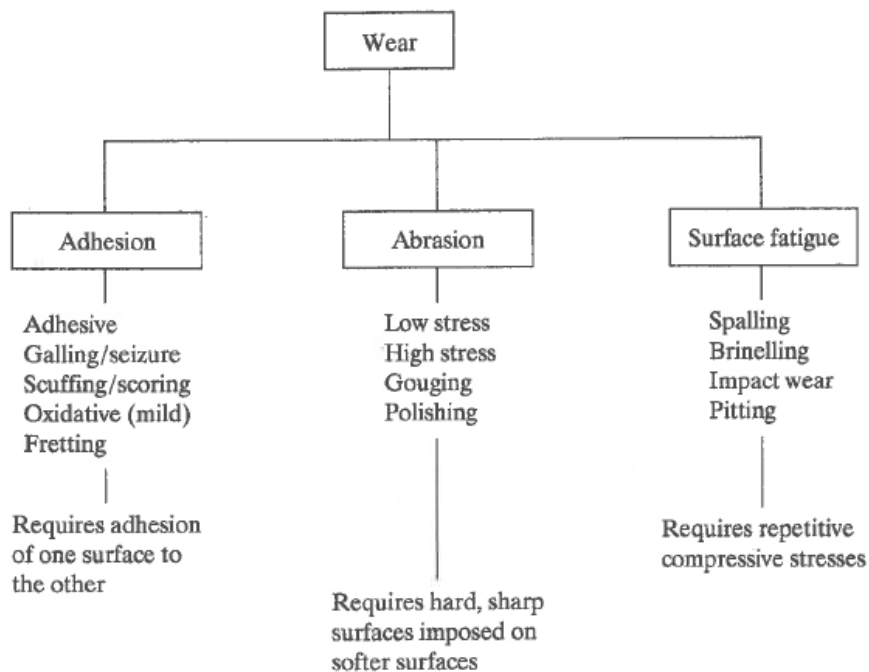 Wear
Adhesion
Adhesive
Galling/seizure
Scuffing/scoring
Oxidative (mild)
Fretting
Requires adhesion
of one surface to
the other
Abrasion
Low stress
High stress
Gouging
Polishing
Requires hard, sharp
surfaces imposed on
softer surfaces
Surface fatigue
Spalling
Brinelling
Impact wear
Pitting
Requires repetitive
compressive stresses